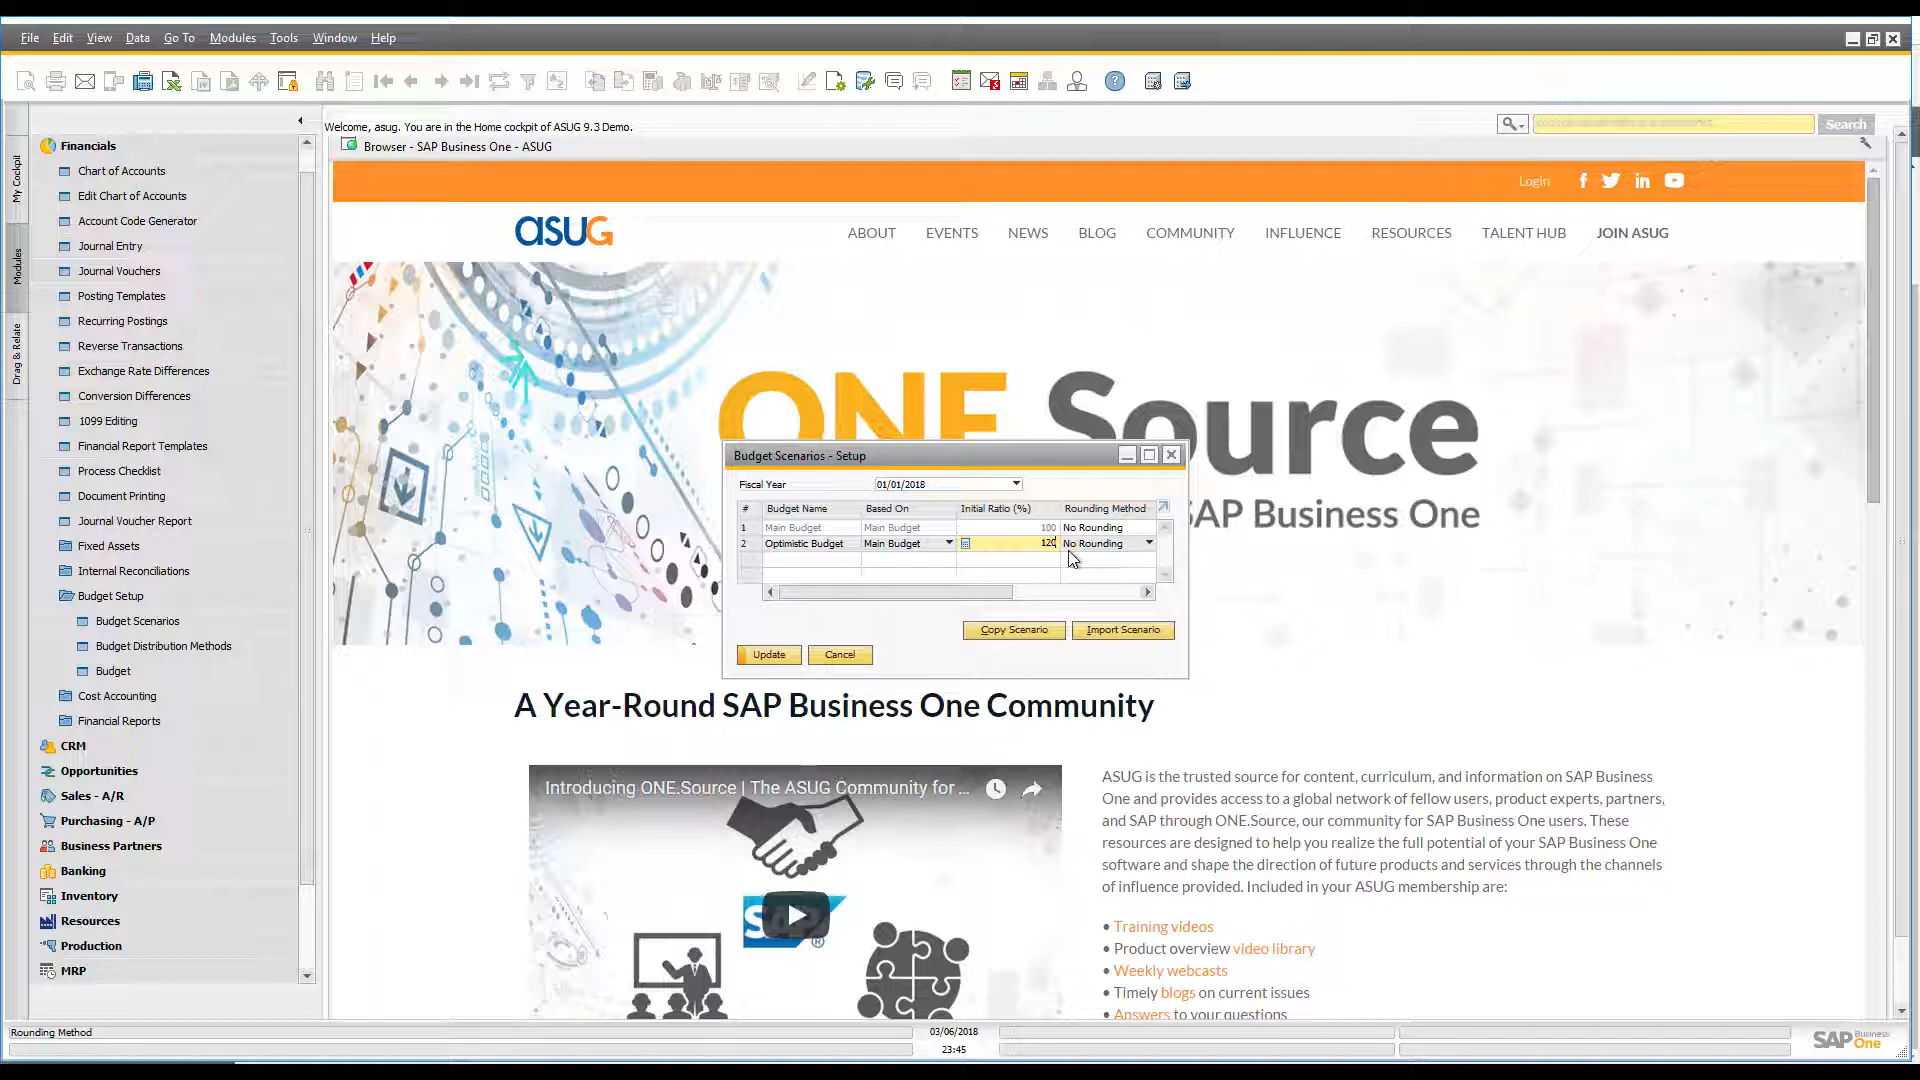 File Edit View Data Go To Modules Tools Window Help
Welcome, asug. You are in the Home cockpit of ASUG 9.3 Demo.
Search
Browser - SAP Business One - ASUG
My Cockpit
Modules
Drag & Relate
Financials
Chart of Accounts
Edit Chart of Accounts
Account Code Generator
Journal Entry
Journal Vouchers
Posting Templates
Recurring Postings
Reverse Transactions
Exchange Rate Differences
Conversion Differences
1099 Editing
Financial Report Templates
Process Checklist
Document Printing
Journal Voucher Report
Fixed Assets
Internal Reconciliations
Budget Setup
Budget Scenarios
Budget Distribution Methods
Budget
Cost Accounting
Financial Reports
CRM
Opportunities
Sales - A/R
Purchasing - A/P
Business Partners
Banking
Inventory
Resources
Production
MRP
Login
asuG
ABOUT EVENTS NEWS BLOG COMMUNITY INFLUENCE RESOURCES TALENT HUB JOIN ASUG
ONE Source
SAP Business One
Budget Scenarios - Setup
Fiscal Year 01/01/2018
# Budget Name Based On Initial Ratio (%) Rounding Method
1 Main Budget Main Budget 100 No Rounding
2 Optimistic Budget Main Budget 120 No Rounding
Copy Scenario Import Scenario
Update Cancel
A Year-Round SAP Business One Community
Introducing ONE.Source | The ASUG Community for ...
SAP
ASUG is the trusted source for content, curriculum, and information on SAP Business
One and provides access to a global network of fellow users, product experts, partners,
and SAP through ONE.Source, our community for SAP Business One users. These
resources are designed to help you realize the full potential of your SAP Business One
software and shape the direction of future products and services through the channels
of influence provided. Included in your ASUG membership are:
• Training videos
• Product overview video library
• Weekly webcasts
• Timely blogs on current issues
• Answers to your questions
Rounding Method
03/06/2018
23:45
SAP Business One